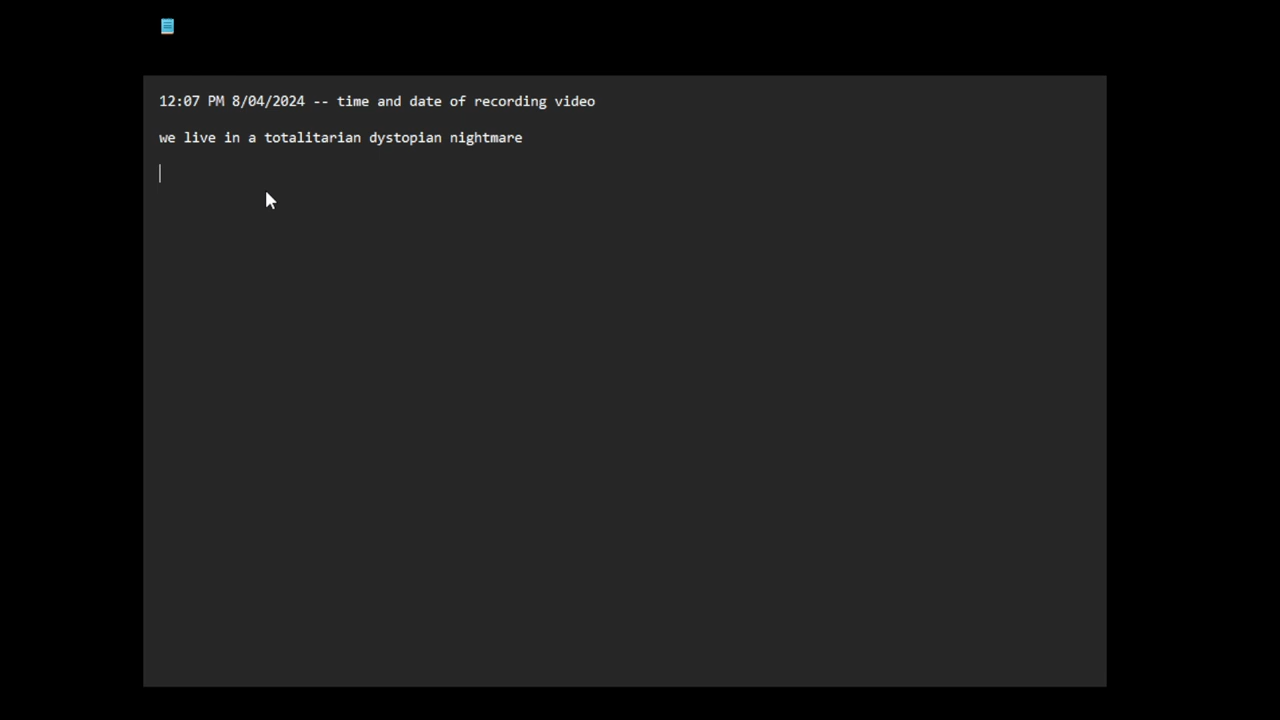 12:07 PM 8/04/2024 -- time and date of recording video
we live in a totalitarian dystopian nightmare